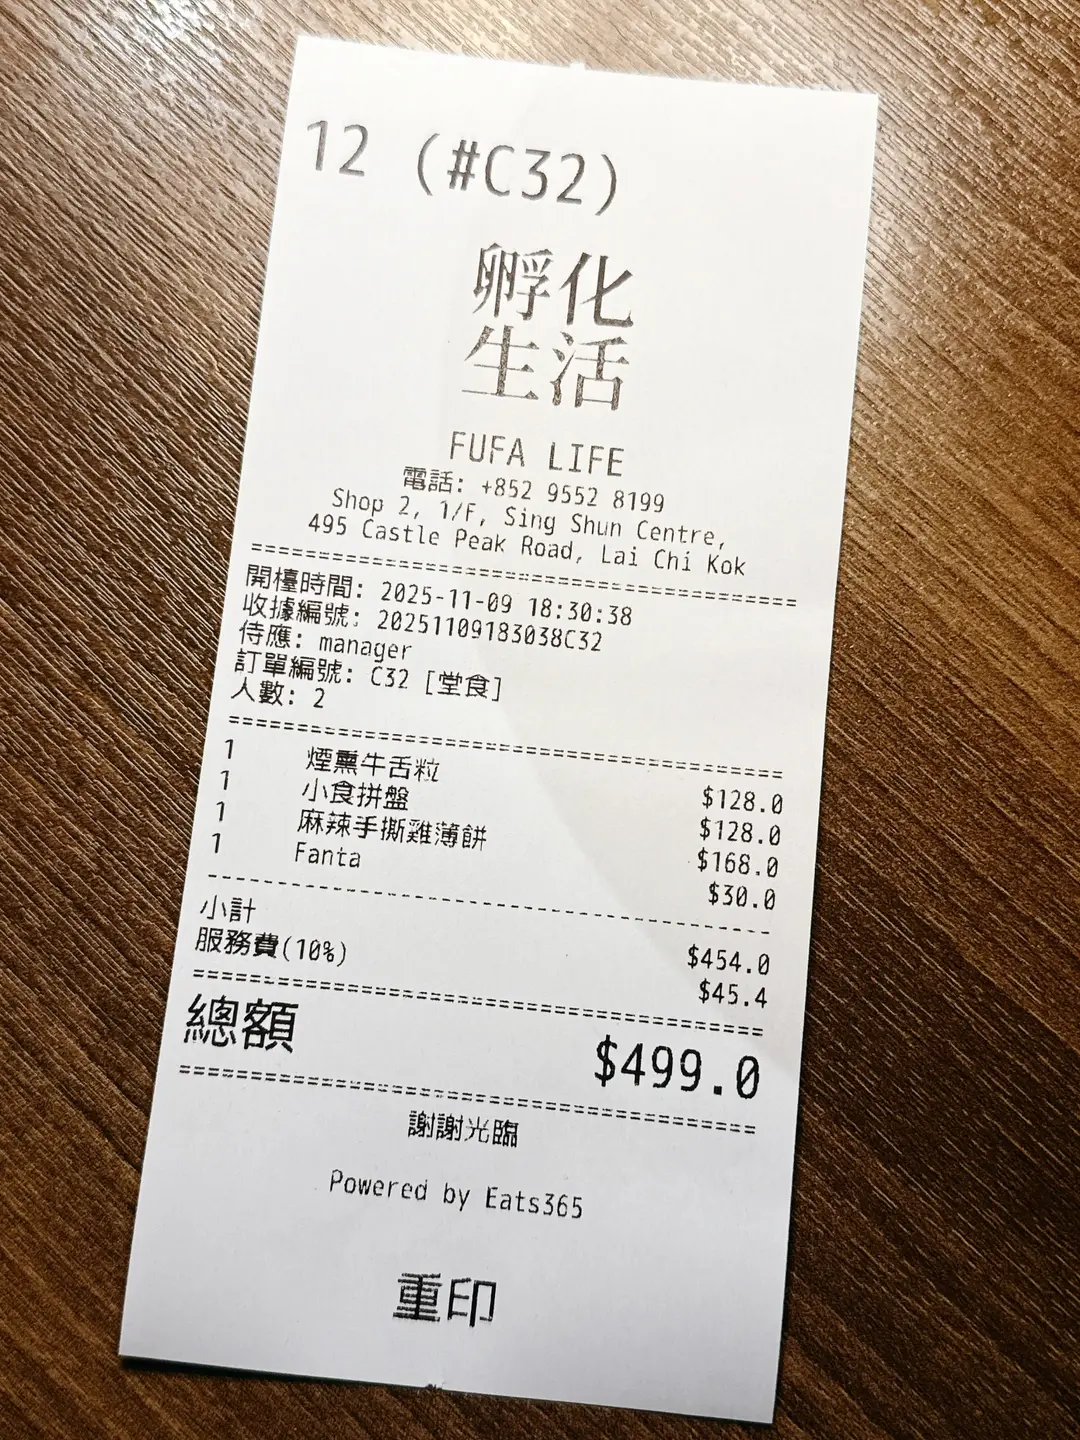 12 (#C32)
孵化
生活
FUFA LIFE
電話: +852 9552 8199
Shop 2, 1/F, Sing Shun Centre,
495 Castle Peak Road, Lai Chi Kok
開檯時間: 2025-11-09 18:30:38
收據編號: 20251109183038C32
侍應: manager
訂單編號: C32 [堂食]
人數: 2
1 煙熏牛舌粒 $128.0
1 小食拼盤 $128.0
1 麻辣手撕雞薄餅 $168.0
1 Fanta $30.0
小計 $454.0
服務費(10%) $45.4
總額 $499.0
謝謝光臨
Powered by Eats365
重印